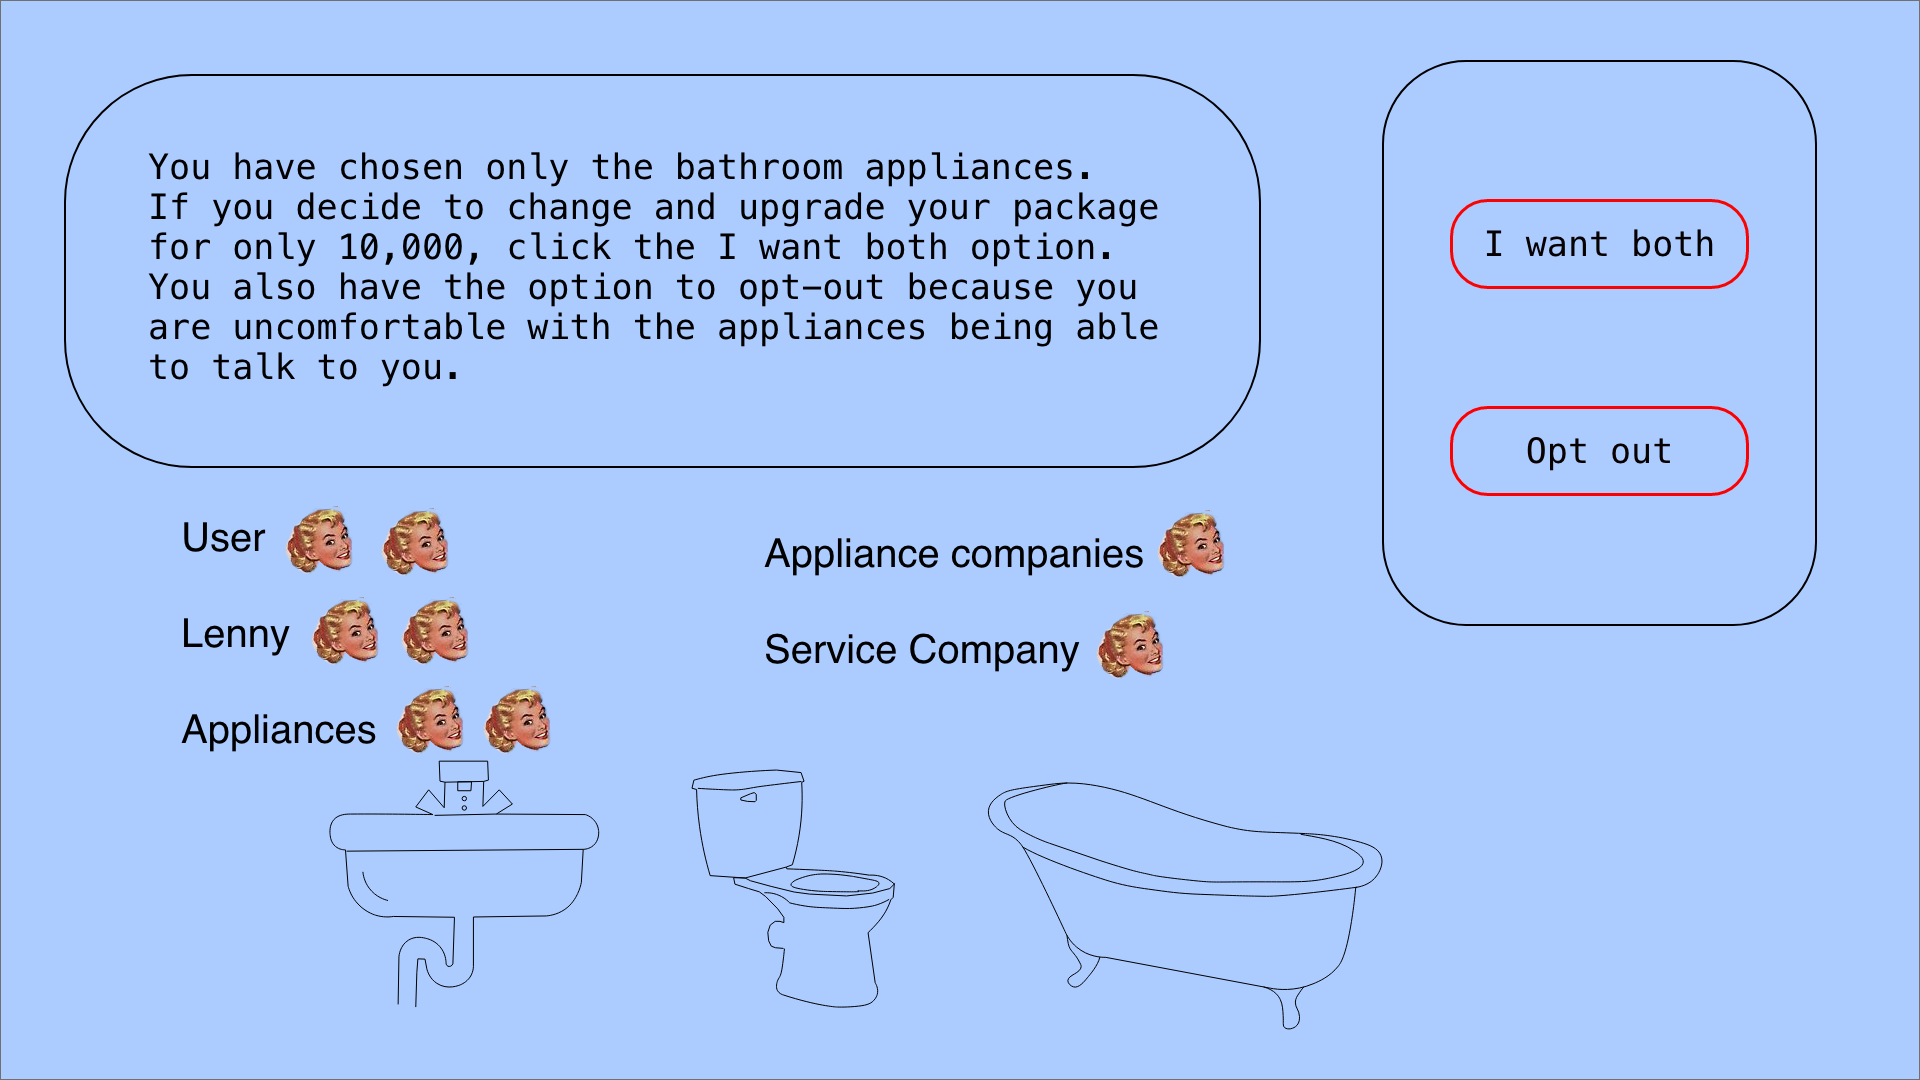 You have chosen only the bathroom appliances.
If you decide to change and upgrade your package
for only 10,000, click the I want both option.
You also have the option to opt-out because you
are uncomfortable with the appliances being able
to talk to you.
I want both
Opt out
User
Lenny
Appliances
Appliance companies
Service Company